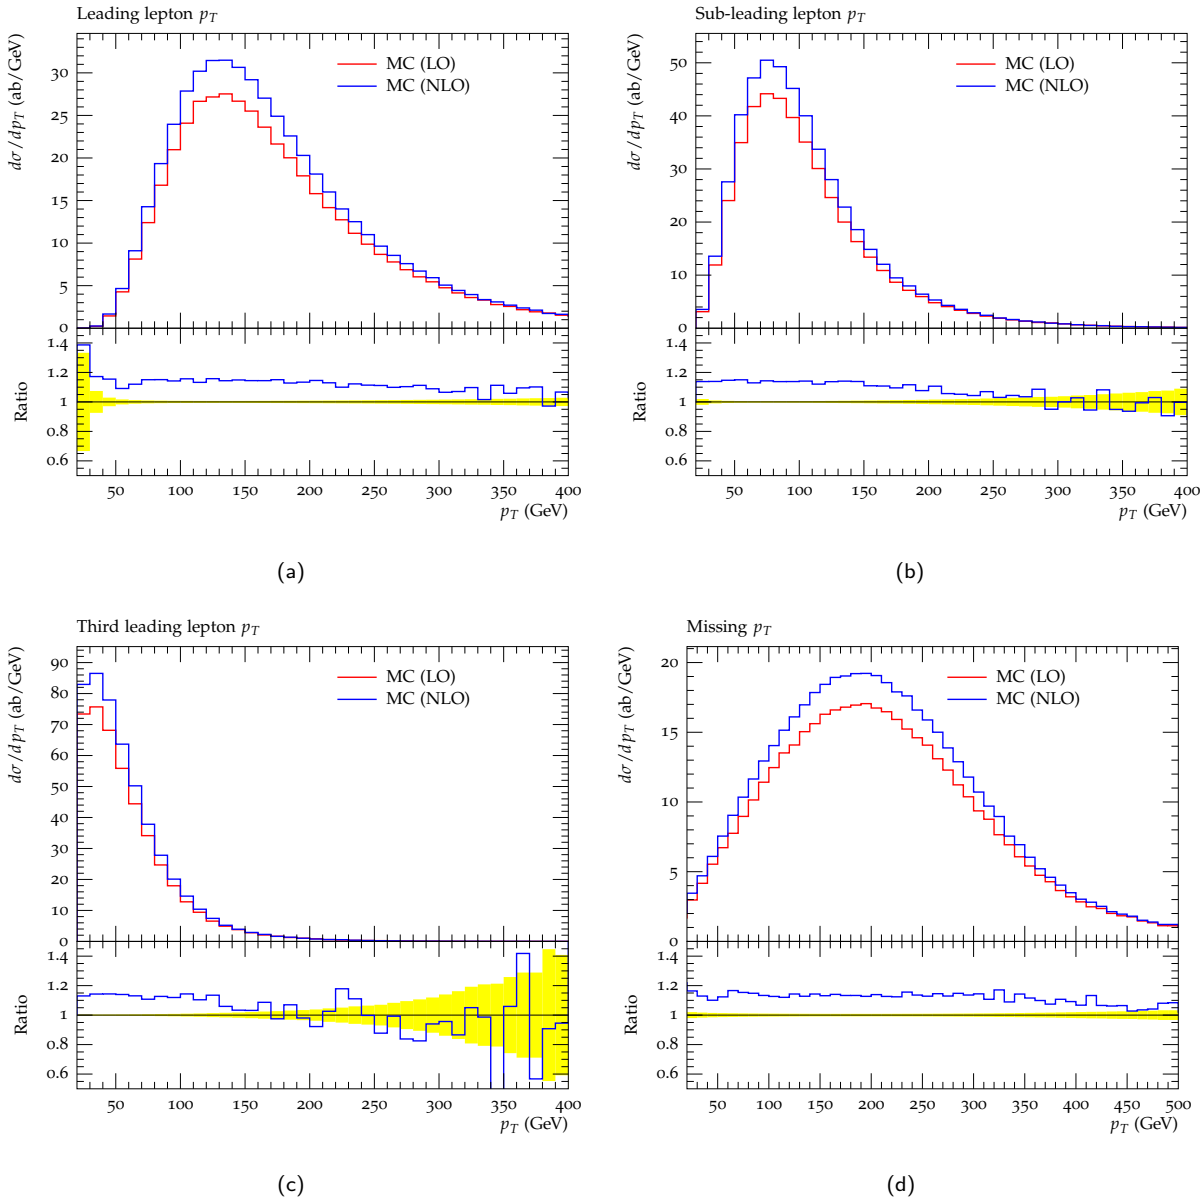 Leading lepton p_T
dσ/dp_T (ab/GeV)
MC (LO)
MC (NLO)
30
25
20
15
10
5
0
Ratio
1.4
1.2
1
0.8
0.6
50 100 150 200 250 300 350 400
p_T (GeV)
(a)
Sub-leading lepton p_T
dσ/dp_T (ab/GeV)
MC (LO)
MC (NLO)
50
40
30
20
10
0
Ratio
1.4
1.2
1
0.8
0.6
50 100 150 200 250 300 350 400
p_T (GeV)
(b)
Third leading lepton p_T
dσ/dp_T (ab/GeV)
MC (LO)
MC (NLO)
90
80
70
60
50
40
30
20
10
0
Ratio
1.4
1.2
1
0.8
0.6
50 100 150 200 250 300 350 400
p_T (GeV)
(c)
Missing p_T
dσ/dp_T (ab/GeV)
MC (LO)
MC (NLO)
20
15
10
5
0
Ratio
1.4
1.2
1
0.8
0.6
50 100 150 200 250 300 350 400 450 500
p_T (GeV)
(d)